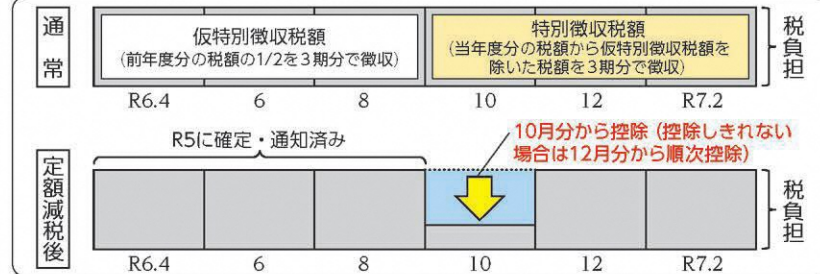 通常
仮特別徴収税額
(前年度分の税額の1/2を3期分で徴収)
特別徴収税額
(当年度分の税額から仮特別徴収税額を
除いた税額を3期分で徴収)
税負担
R6.4 6 8 10 12 R7.2
R5に確定・通知済み
10月分から控除(控除しきれない
場合は12月分から順次控除)
定額減税後
税負担
R6.4 6 8 10 12 R7.2